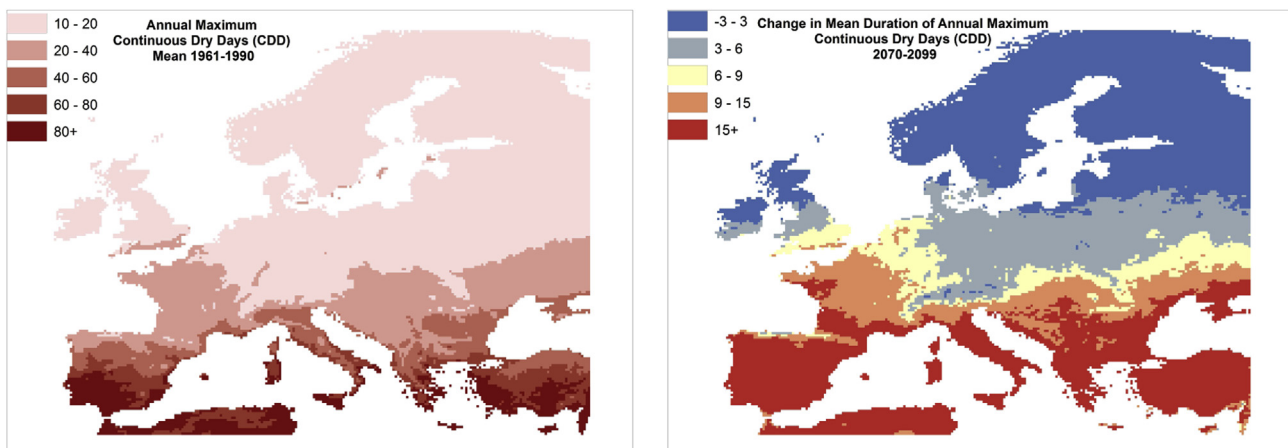 Annual Maximum
Continuous Dry Days (CDD)
Mean 1961-1990
10 - 20
20 - 40
40 - 60
60 - 80
80+
Change in Mean Duration of Annual Maximum
Continuous Dry Days (CDD)
2070-2099
-3 - 3
3 - 6
6 - 9
9 - 15
15+